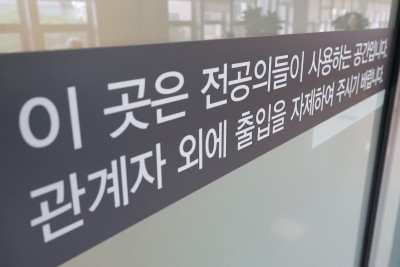 이 곳은 전공의들이 사용하는 공간입니다.
관계자 외에 출입을 자제하여 주시기 바랍니다.